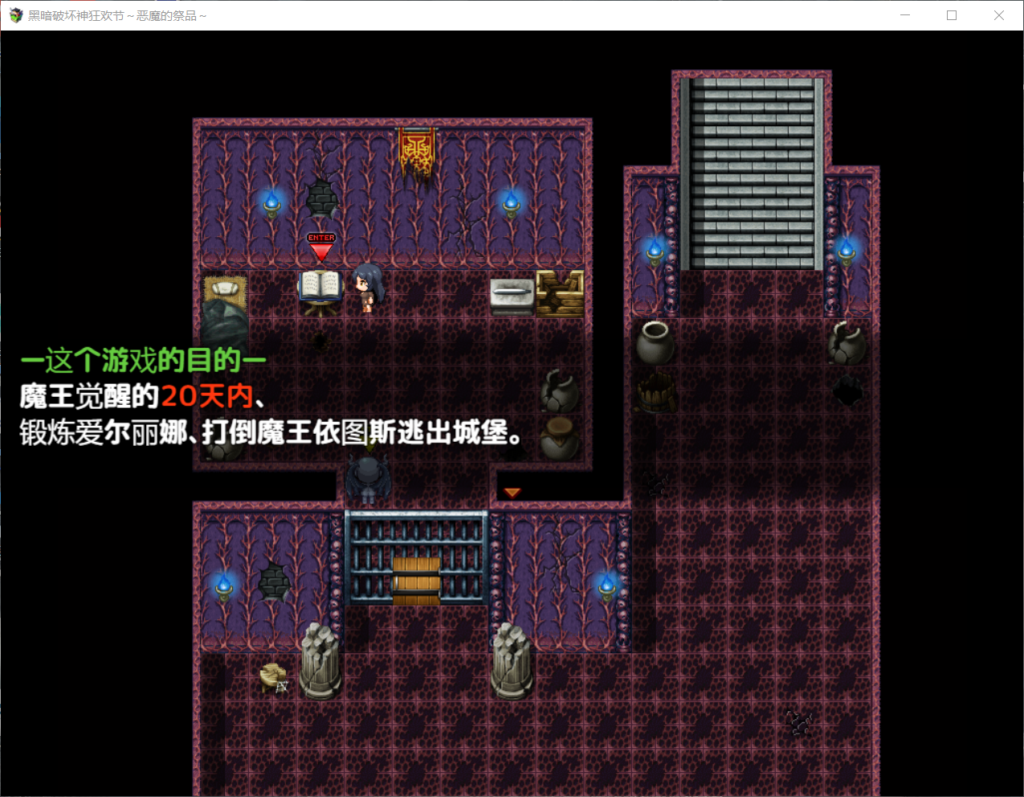 黑暗破坏神狂欢节～恶魔的祭品～
ENTER
ー这个游戏的目的ー
魔王觉醒的20天内、
锻炼爱尔丽娜、打倒魔王依图斯逃出城堡。